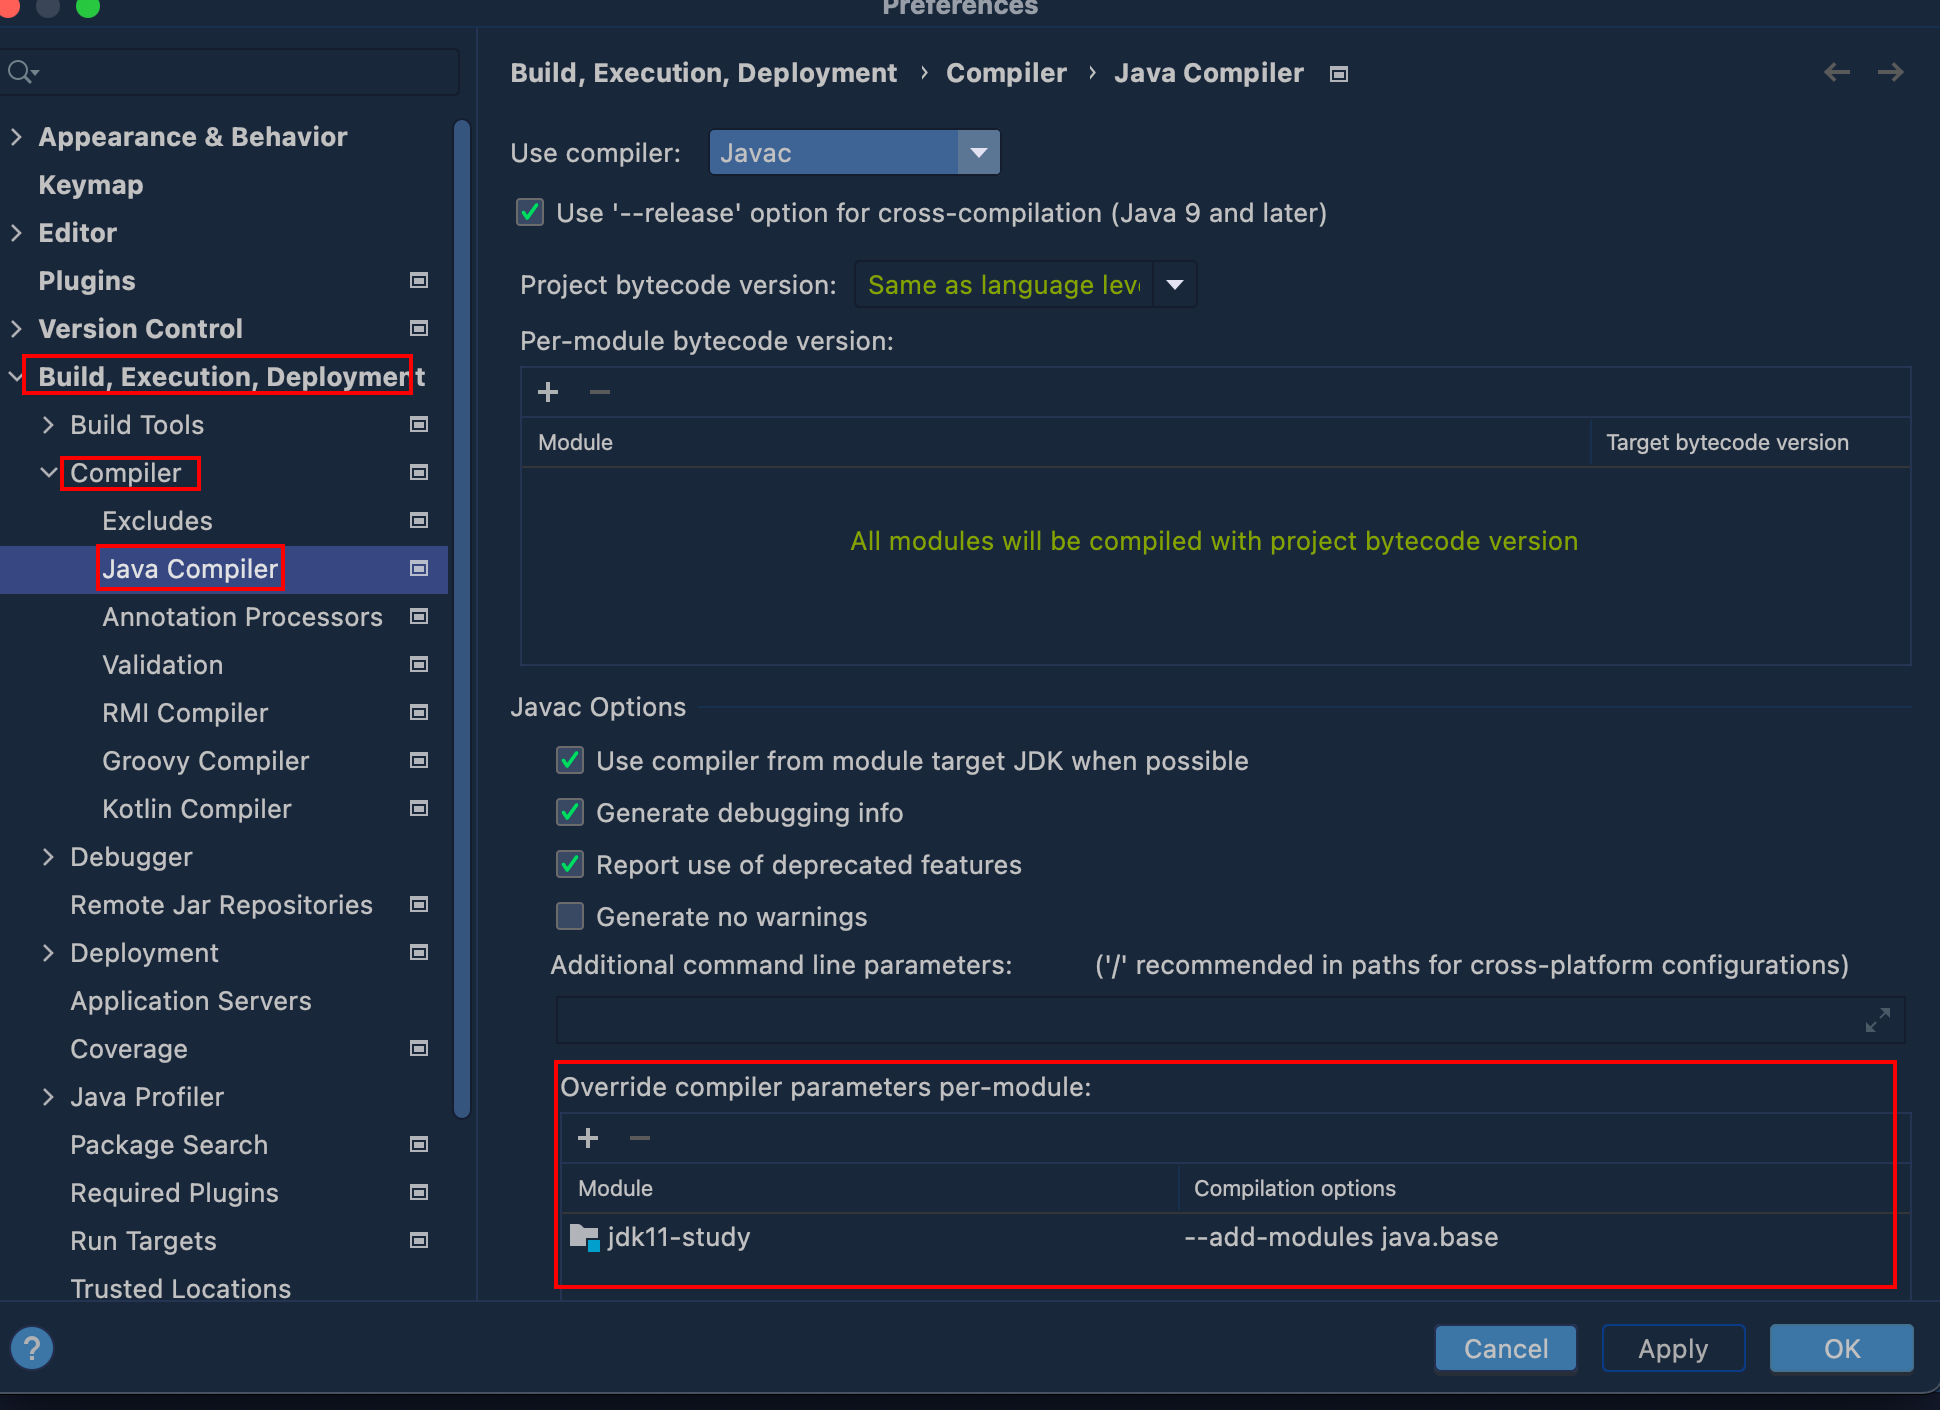 Preferences
Appearance & Behavior
Keymap
Editor
Plugins
Version Control
Build, Execution, Deployment
Build Tools
Compiler
Excludes
Java Compiler
Annotation Processors
Validation
RMI Compiler
Groovy Compiler
Kotlin Compiler
Debugger
Remote Jar Repositories
Deployment
Application Servers
Coverage
Java Profiler
Package Search
Required Plugins
Run Targets
Trusted Locations
?
Build, Execution, Deployment › Compiler › Java Compiler
Use compiler: Javac
Use '--release' option for cross-compilation (Java 9 and later)
Project bytecode version: Same as language leve
Per-module bytecode version:
Module Target bytecode version
All modules will be compiled with project bytecode version
Javac Options
Use compiler from module target JDK when possible
Generate debugging info
Report use of deprecated features
Generate no warnings
Additional command line parameters: ('/' recommended in paths for cross-platform configurations)
Override compiler parameters per-module:
Module Compilation options
jdk11-study --add-modules java.base
Cancel Apply OK